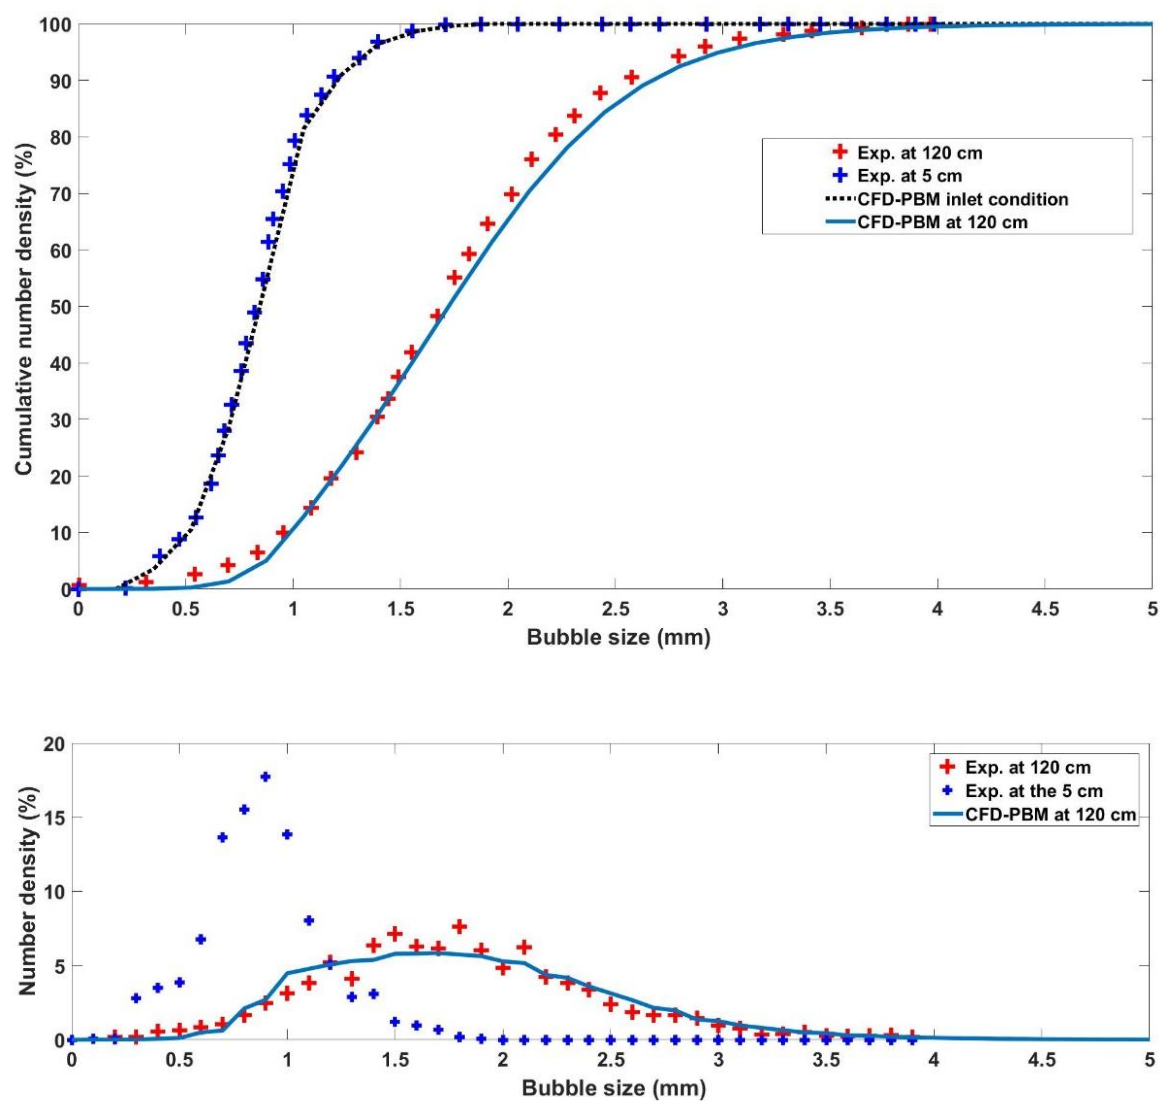 100
90
80
70
60
50
40
30
20
10
0
Cumulative number density (%)
Exp. at 120 cm
Exp. at 5 cm
CFD-PBM inlet condition
CFD-PBM at 120 cm
0 0.5 1 1.5 2 2.5 3 3.5 4 4.5 5
Bubble size (mm)
20
15
10
5
0
Number density (%)
Exp. at 120 cm
Exp. at the 5 cm
CFD-PBM at 120 cm
0 0.5 1 1.5 2 2.5 3 3.5 4 4.5 5
Bubble size (mm)